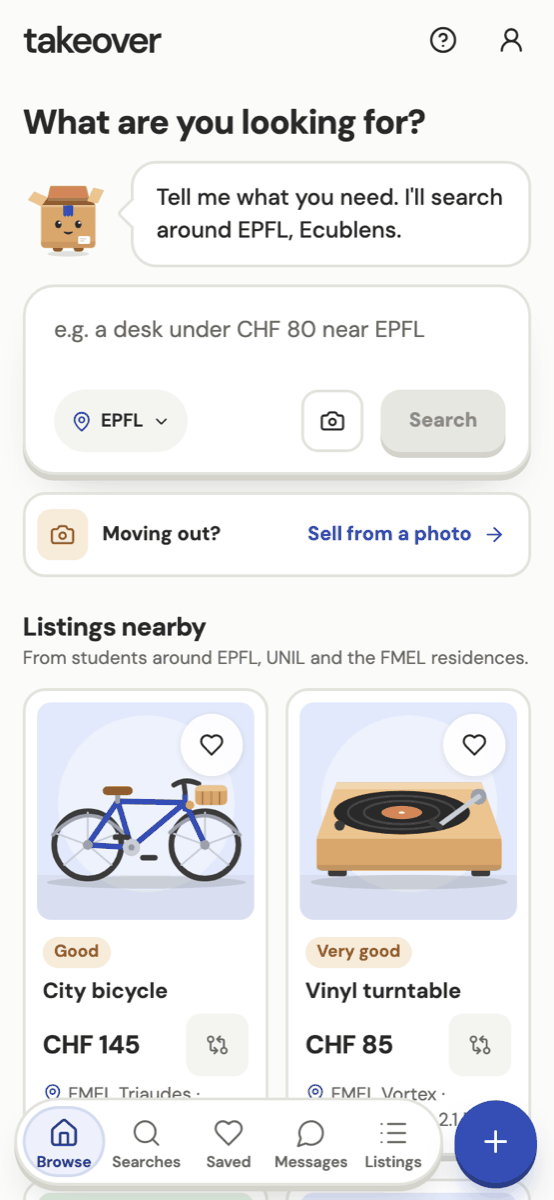 takeover
What are you looking for?
Tell me what you need. I'll search
around EPFL, Ecublens.
e.g. a desk under CHF 80 near EPFL
EPFL
Search
Moving out?
Sell from a photo
Listings nearby
From students around EPFL, UNIL and the FMEL residences.
Good
City bicycle
CHF 145
FMEL Triaudes ·
Very good
Vinyl turntable
CHF 85
FMEL Vortex ·
2.1
Browse
Searches
Saved
Messages
Listings